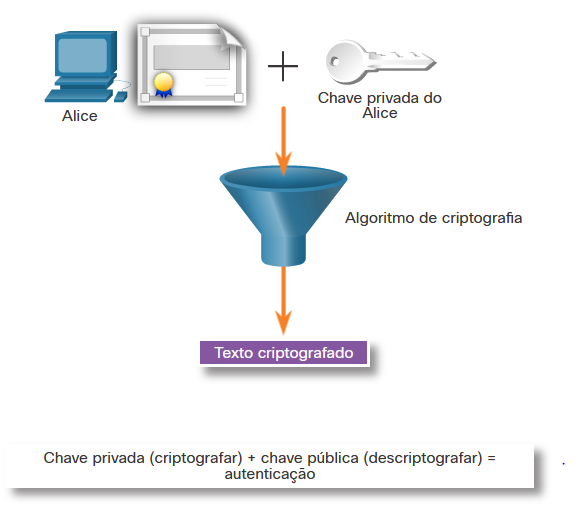 Alice
Chave privada do
Alice
Algoritmo de criptografia
Texto criptografado
Chave privada (criptografar) + chave pública (descriptografar) =
autenticação
.